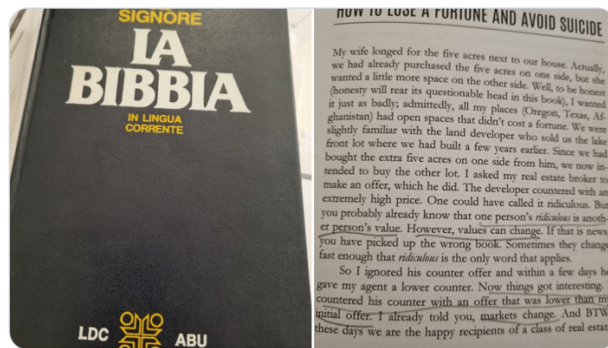 SIGNORE
LA
BIBBIA
IN LINGUA
CORRENTE
LDC
ABU
HOW TO LOSE A FORTUNE AND AVOID SUICIDE
My wife longed for the five acres next to our house. Actually,
we had already purchased the five acres on one side, but she
wanted a little more space on the other side. Well, to be honest
(honesty will rear its questionable head in this book), I wanted
it just as badly; admittedly, all my places (Oregon, Texas, Af-
ghanistan) had open spaces that didn't cost a fortune. We were
slightly familiar with the land developer who sold us the lake
front lot where we had built a few years earlier. Since we had
bought the extra five acres on one side from him, we now in-
tended to buy the other lot. I asked my real estate broker to
make an offer, which he did. The developer countered with an
extremely high price. One could have called it ridiculous. But
you probably already know that one person's ridiculous is anoth-
er person's value. However, values can change. If that is news,
you have picked up the wrong book. Sometimes they change
fast enough that ridiculous is the only word that applies.
So I ignored his counter offer and within a few days he
gave my agent a lower counter. Now things got interesting. I
countered his counter with an offer that was lower than my
initial offer. I already told you, markets change. And BTW
these days we are the happy recipients of a class of real estat